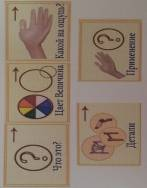 Что это?
Цвет Величина
Какой на ощупь?
Детали
Применение